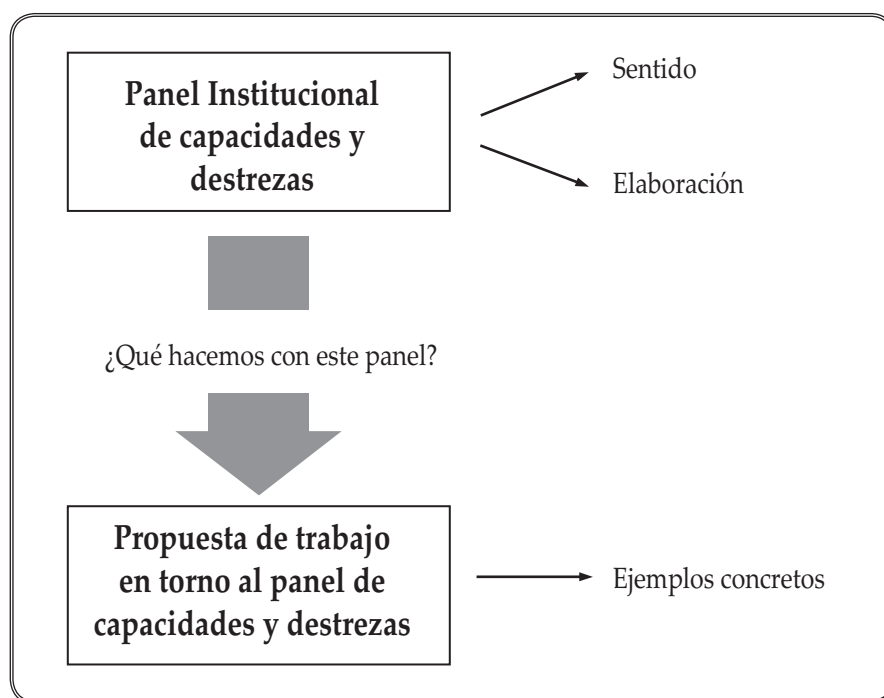 Panel Institucional
de capacidades y
destrezas
Sentido
Elaboración
¿Qué hacemos con este panel?
Propuesta de trabajo
en torno al panel de
capacidades y destrezas
Ejemplos concretos